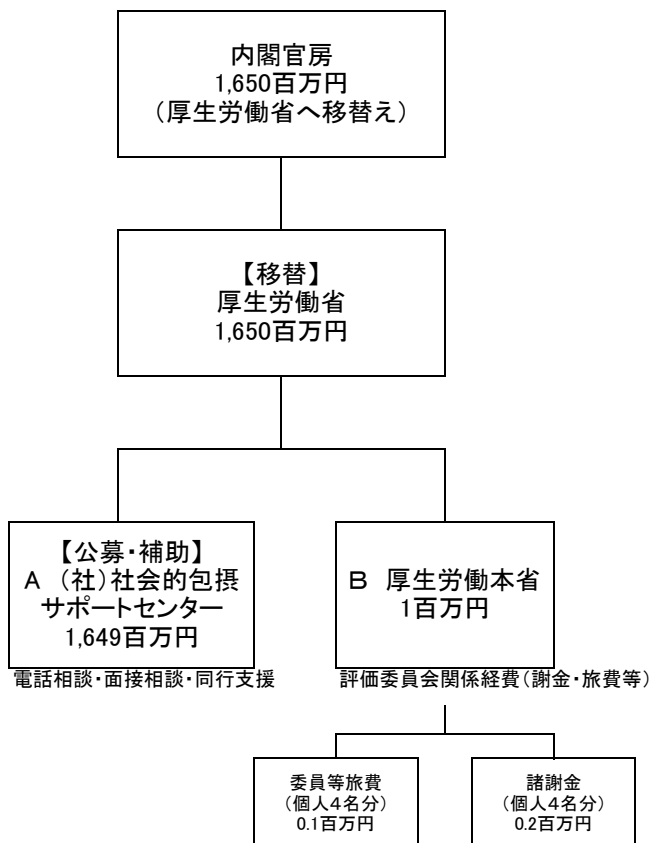 内閣官房
1,650百万円
(厚生労働省へ移替え)
【移替】
厚生労働省
1,650百万円
【公募・補助】
A (社)社会的包摂
サポートセンター
1,649百万円
電話相談・面接相談・同行支援
B 厚生労働本省
1百万円
評価委員会関係経費(謝金・旅費等)
委員等旅費
(個人4名分)
0.1百万円
諸謝金
(個人4名分)
0.2百万円